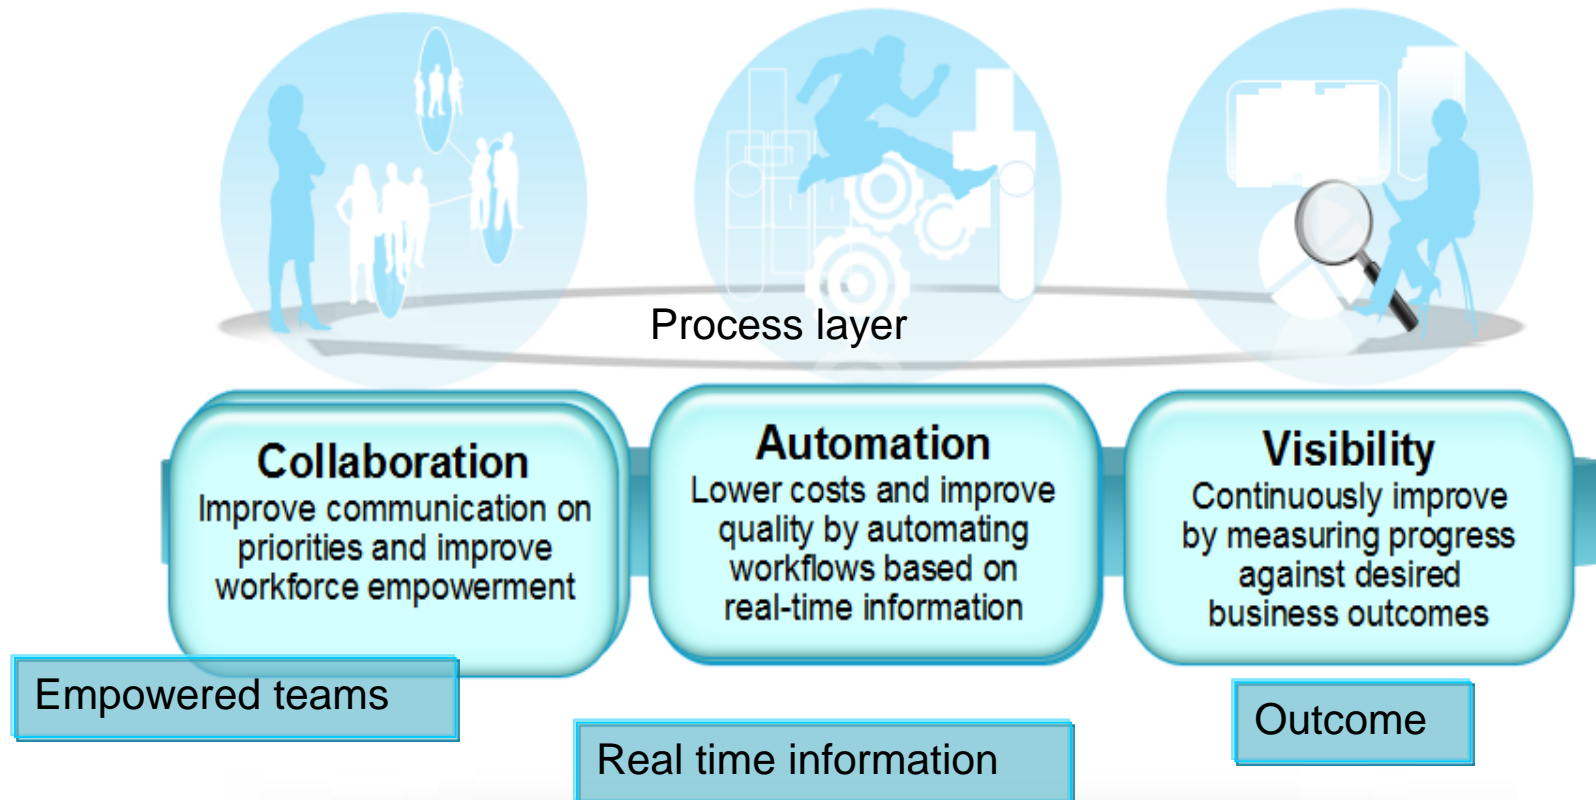 Process layer
Collaboration
Improve communication on
priorities and improve
workforce empowerment
Automation
Lower costs and improve
quality by automating
workflows based on
real-time information
Visibility
Continuously improve
by measuring progress
against desired
business outcomes
Empowered teams
Real time information
Outcome